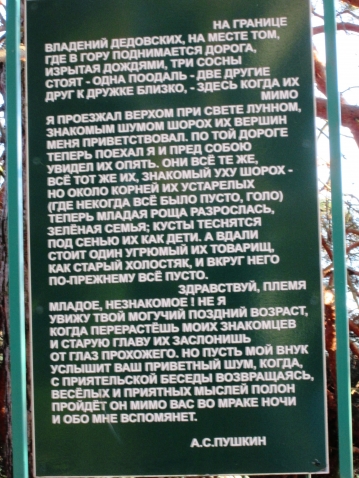 НА ГРАНИЦЕ
ВЛАДЕНИЙ ДЕДОВСКИХ, НА МЕСТЕ ТОМ,
ГДЕ В ГОРУ ПОДНИМАЕТСЯ ДОРОГА,
ИЗРЫТАЯ ДОЖДЯМИ, ТРИ СОСНЫ
СТОЯТ - ОДНА ПООДАЛЬ - ДВЕ ДРУГИЕ
ДРУГ К ДРУЖКЕ БЛИЗКО, - ЗДЕСЬ КОГДА ИХ
МИМО
Я ПРОЕЗЖАЛ ВЕРХОМ ПРИ СВЕТЕ ЛУННОМ,
ЗНАКОМЫМ ШУМОМ ШОРОХ ИХ ВЕРШИН
МЕНЯ ПРИВЕТСТВОВАЛ. ПО ТОЙ ДОРОГЕ
ТЕПЕРЬ ПОЕХАЛ Я И ПРЕД СОБОЮ
УВИДЕЛ ИХ ОПЯТЬ. ОНИ ВСЁ ТЕ ЖЕ,
ВСЁ ТОТ ЖЕ ИХ, ЗНАКОМЫЙ УХУ ШОРОХ -
НО ОКОЛО КОРНЕЙ ИХ УСТАРЕЛЫХ
(ГДЕ НЕКОГДА ВСЁ БЫЛО ПУСТО, ГОЛО)
ТЕПЕРЬ МЛАДАЯ РОЩА РАЗРОСЛАСЬ,
ЗЕЛЁНАЯ СЕМЬЯ; КУСТЫ ТЕСНЯТСЯ
ПОД СЕНЬЮ ИХ КАК ДЕТИ. А ВДАЛИ
СТОИТ ОДИН УГРЮМЫЙ ИХ ТОВАРИЩ,
КАК СТАРЫЙ ХОЛОСТЯК, И ВКРУГ НЕГО
ПО-ПРЕЖНЕМУ ВСЁ ПУСТО.
ЗДРАВСТВУЙ, ПЛЕМЯ
МЛАДОЕ, НЕЗНАКОМОЕ ! НЕ Я
УВИЖУ ТВОЙ МОГУЧИЙ ПОЗДНИЙ ВОЗРАСТ,
КОГДА ПЕРЕРАСТЁШЬ МОИХ ЗНАКОМЦЕВ
И СТАРУЮ ГЛАВУ ИХ ЗАСЛОНИШЬ
ОТ ГЛАЗ ПРОХОЖЕГО. НО ПУСТЬ МОЙ ВНУК
УСЛЫШИТ ВАШ ПРИВЕТНЫЙ ШУМ, КОГДА,
С ПРИЯТЕЛЬСКОЙ БЕСЕДЫ ВОЗВРАЩАЯСЬ,
ВЕСЁЛЫХ И ПРИЯТНЫХ МЫСЛЕЙ ПОЛОН
ПРОЙДЁТ ОН МИМО ВАС ВО МРАКЕ НОЧИ
И ОБО МНЕ ВСПОМЯНЕТ.
А.С.ПУШКИН